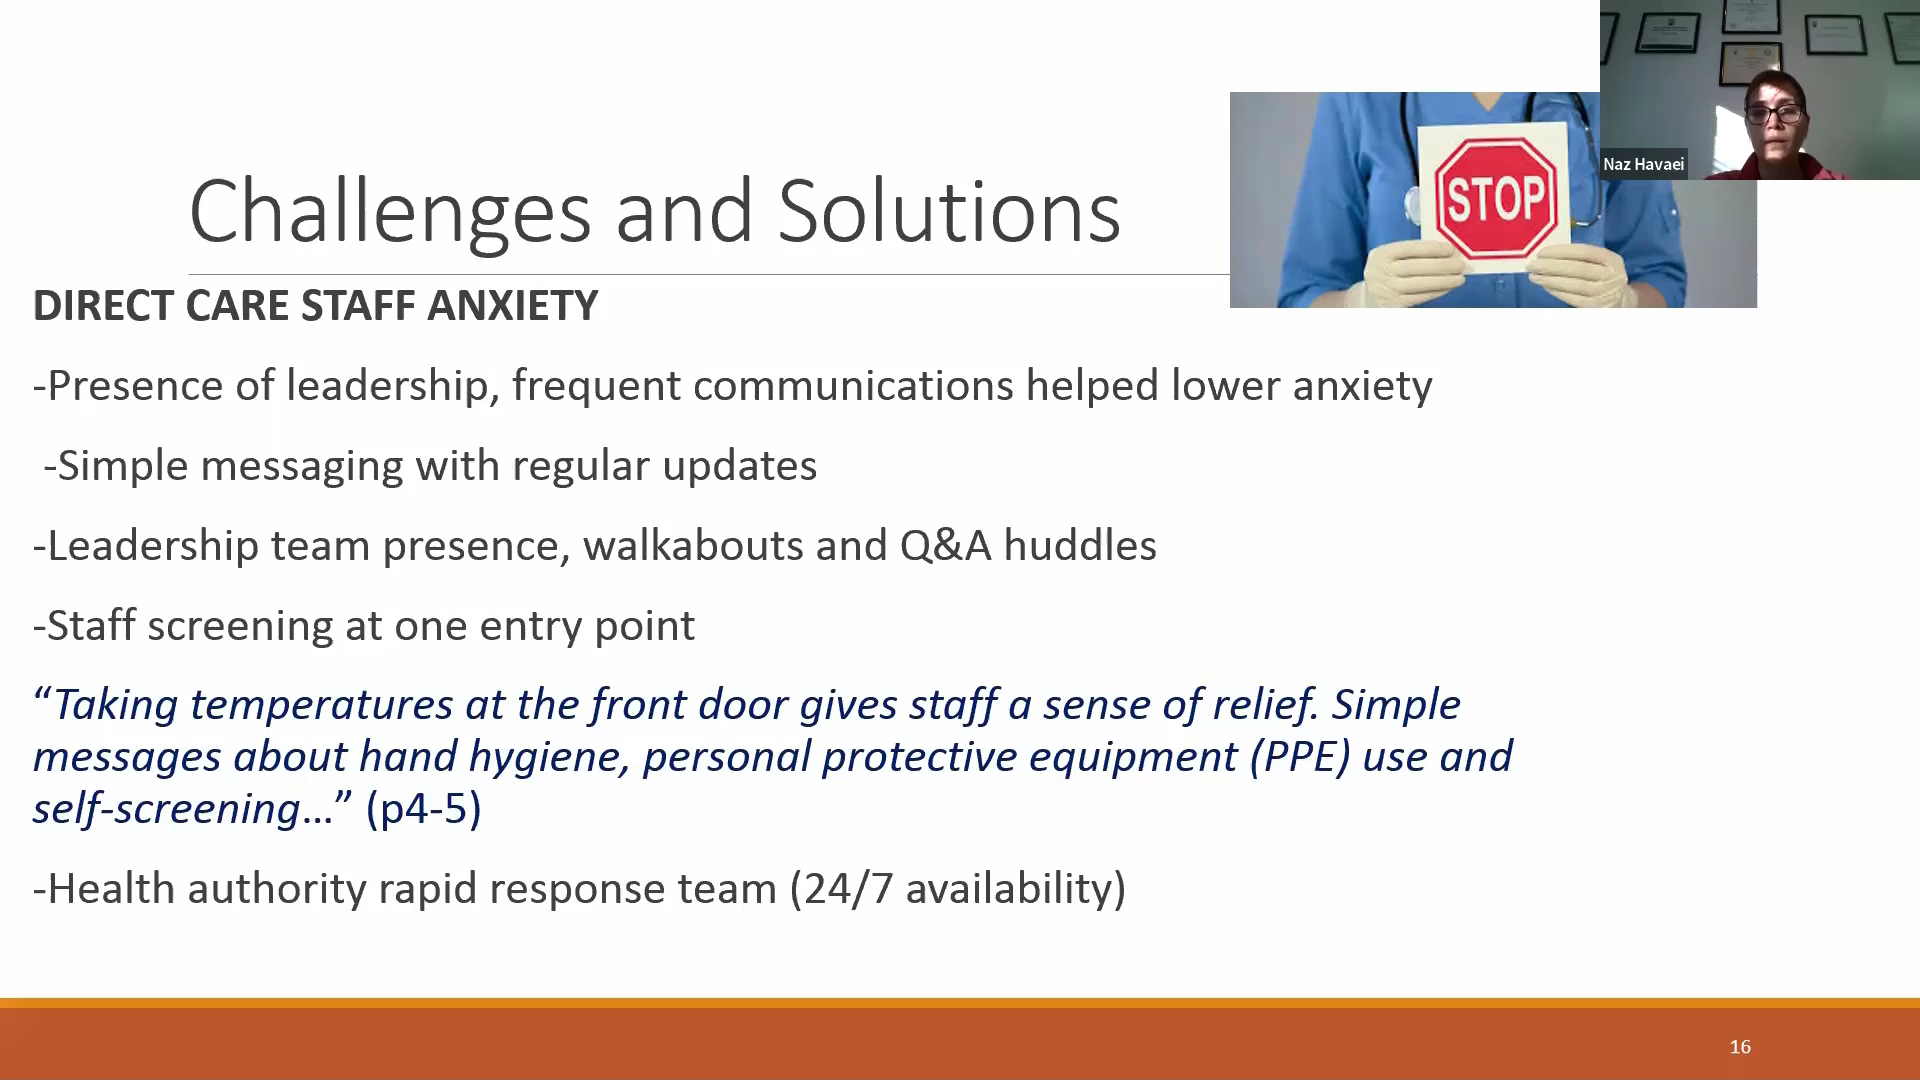 Naz Havaei
STOP
Challenges and Solutions
DIRECT CARE STAFF ANXIETY
-Presence of leadership, frequent communications helped lower anxiety
-Simple messaging with regular updates
-Leadership team presence, walkabouts and Q&A huddles
-Staff screening at one entry point
“Taking temperatures at the front door gives staff a sense of relief. Simple
messages about hand hygiene, personal protective equipment (PPE) use and
self-screening…” (p4-5)
-Health authority rapid response team (24/7 availability)
16